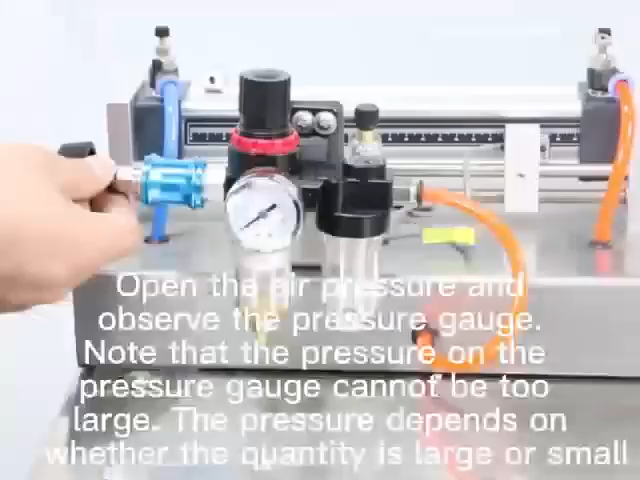 Open the air pressure and
observe the pressure gauge.
Note that the pressure on the
pressure gauge cannot be too
large. The pressure depends on
whether the quantity is large or small